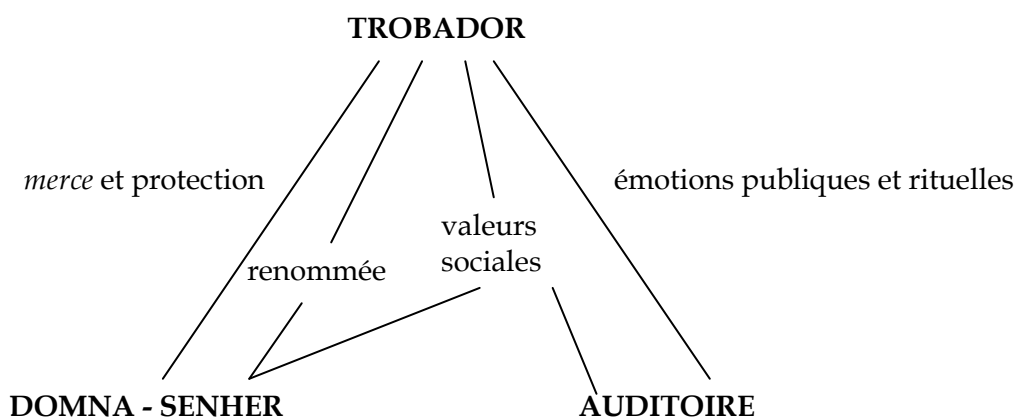 TROBADOR
merce et protection
émotions publiques et rituelles
valeurs
sociales
renommée
DOMNA - SENHER
AUDITOIRE